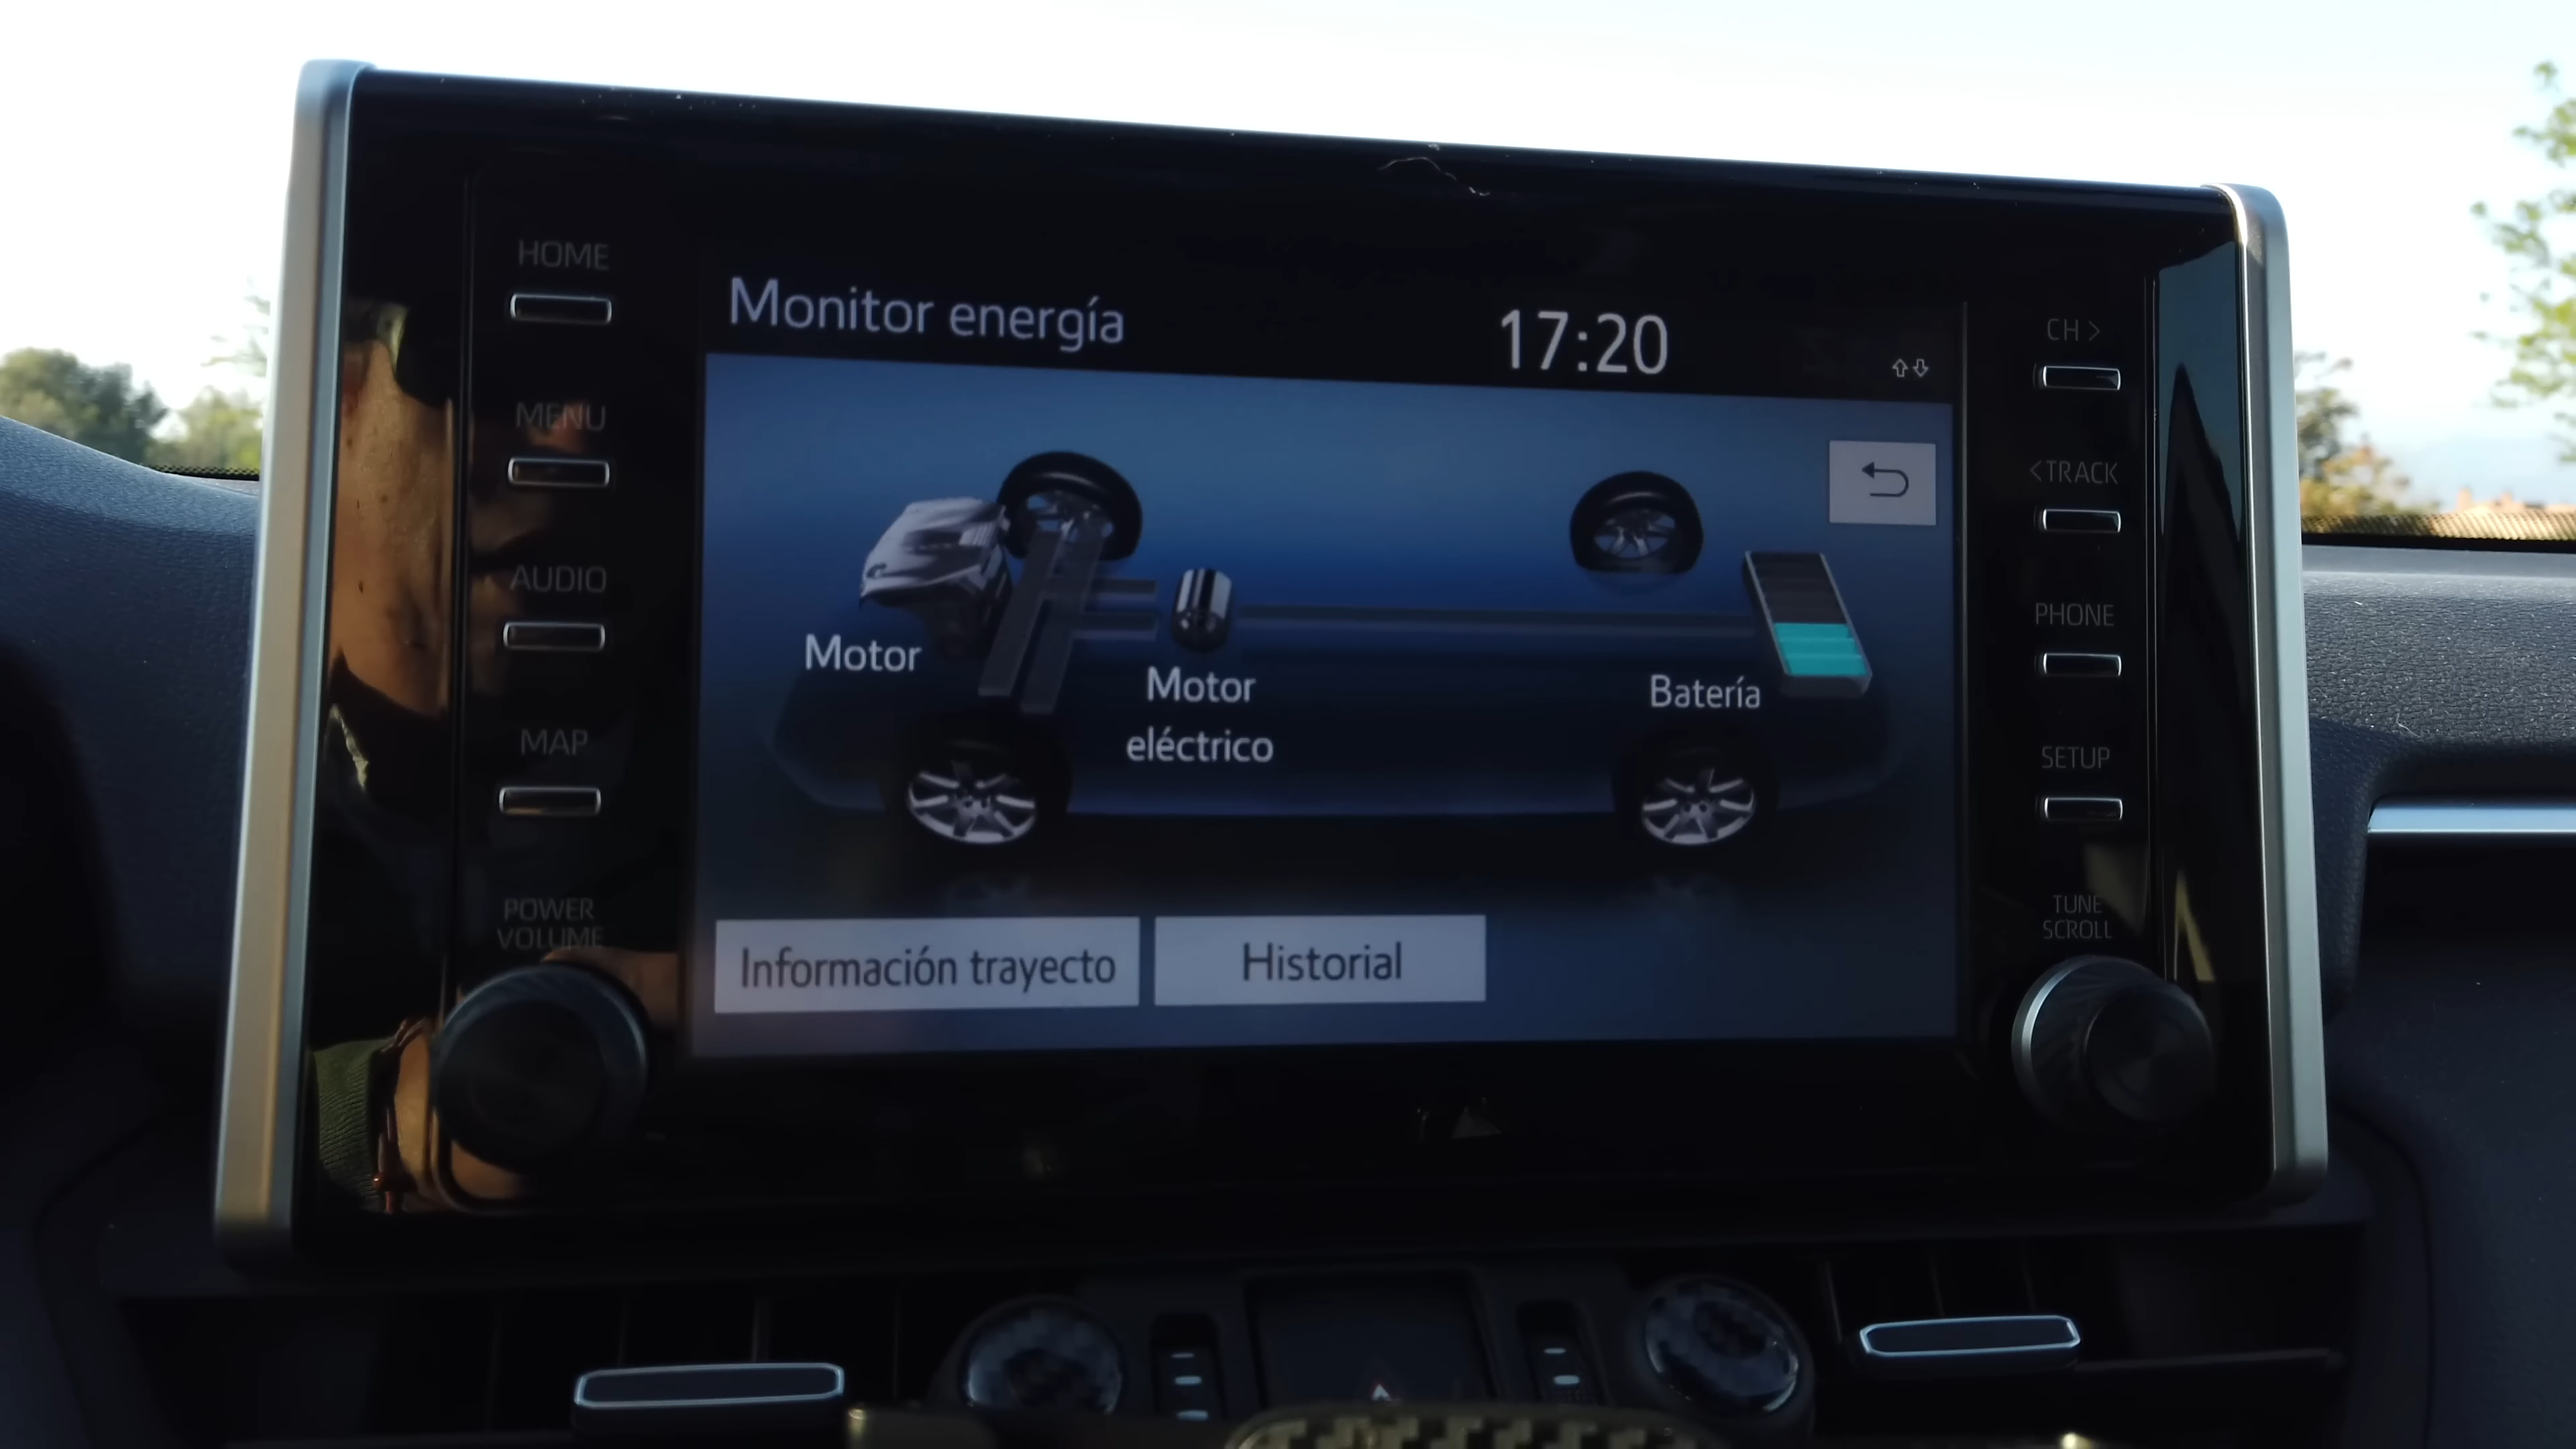 HOME
MENU
AUDIO
MAP
POWER
VOLUME
Monitor energía
17:20
Motor
Motor
eléctrico
Batería
Información trayecto
Historial
CH >
<TRACK
PHONE
SETUP
TUNE
SCROLL